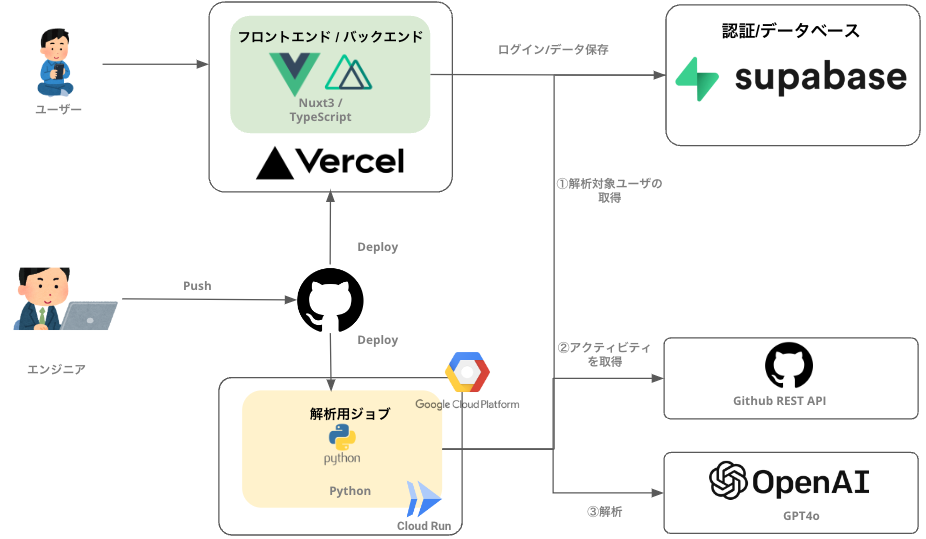 フロントエンド / バックエンド
Nuxt3 /
TypeScript
Vercel
ユーザー
ログイン/データ保存
認証/データベース
supabase
①解析対象ユーザの
取得
Deploy
Push
エンジニア
Deploy
②アクティビティ
を取得
Github REST API
Google Cloud Platform
解析用ジョブ
python
Python
Cloud Run
③解析
OpenAI
GPT4o